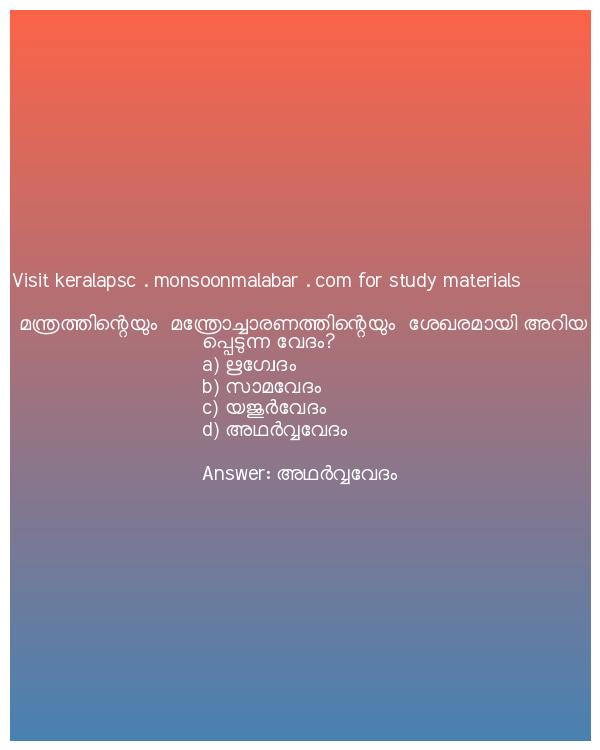 Visit keralapsc . monsoonmalabar . com for study materials
മന്ത്രത്തിന്റെയും മന്ത്രോച്ചാരണത്തിന്റെയും ശേഖരമായി അറിയ
പ്പെടുന്ന വേദം?
a) ഋഗ്വേദം
b) സാമവേദം
c) യജുർവേദം
d) അഥർവ്വവേദം
Answer: അഥർവ്വവേദം